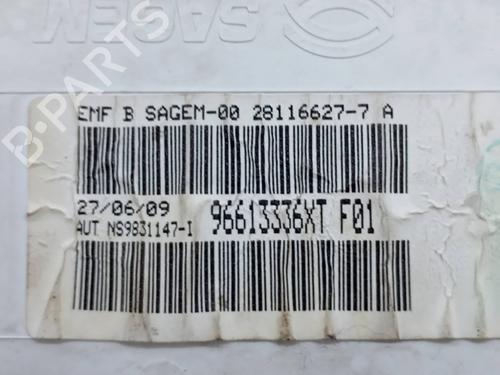 SAGEM
EMF B SAGEM-00 28116627-7 A
27/06/09
AUT NS9831147-I
96613336XT F01
B-PARTS